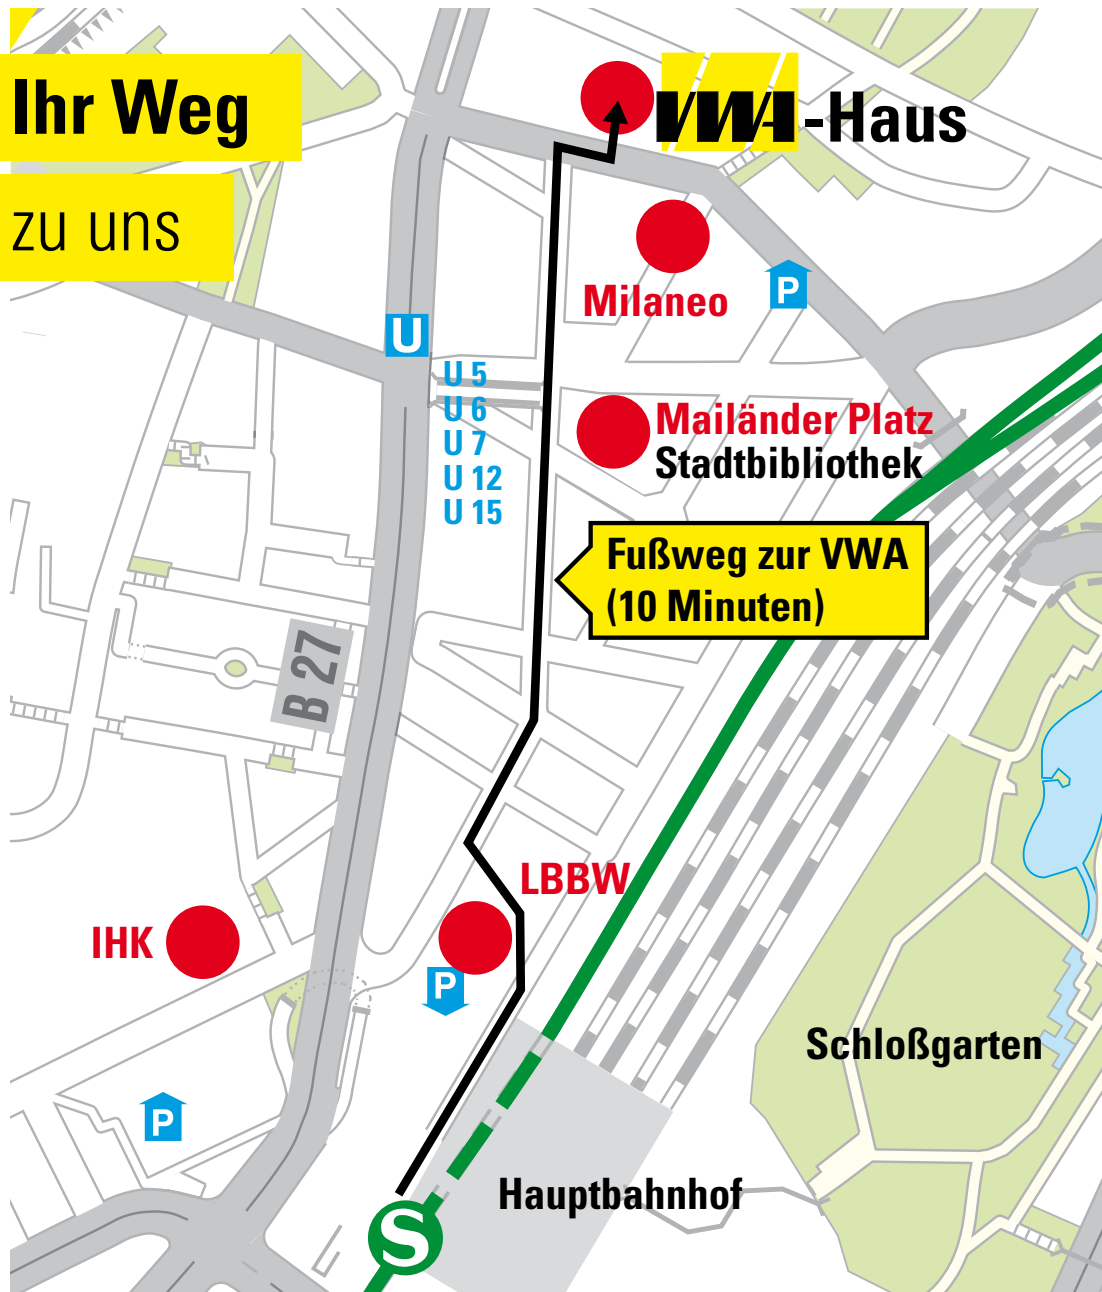 Ihr Weg
zu uns
VWA-Haus
Milaneo
P
U
U 5
U 6
U 7
U 12
U 15
Mailänder Platz
Stadtbibliothek
Fußweg zur VWA
(10 Minuten)
B 27
LBBW
IHK
P
Schloßgarten
P
Hauptbahnhof
S